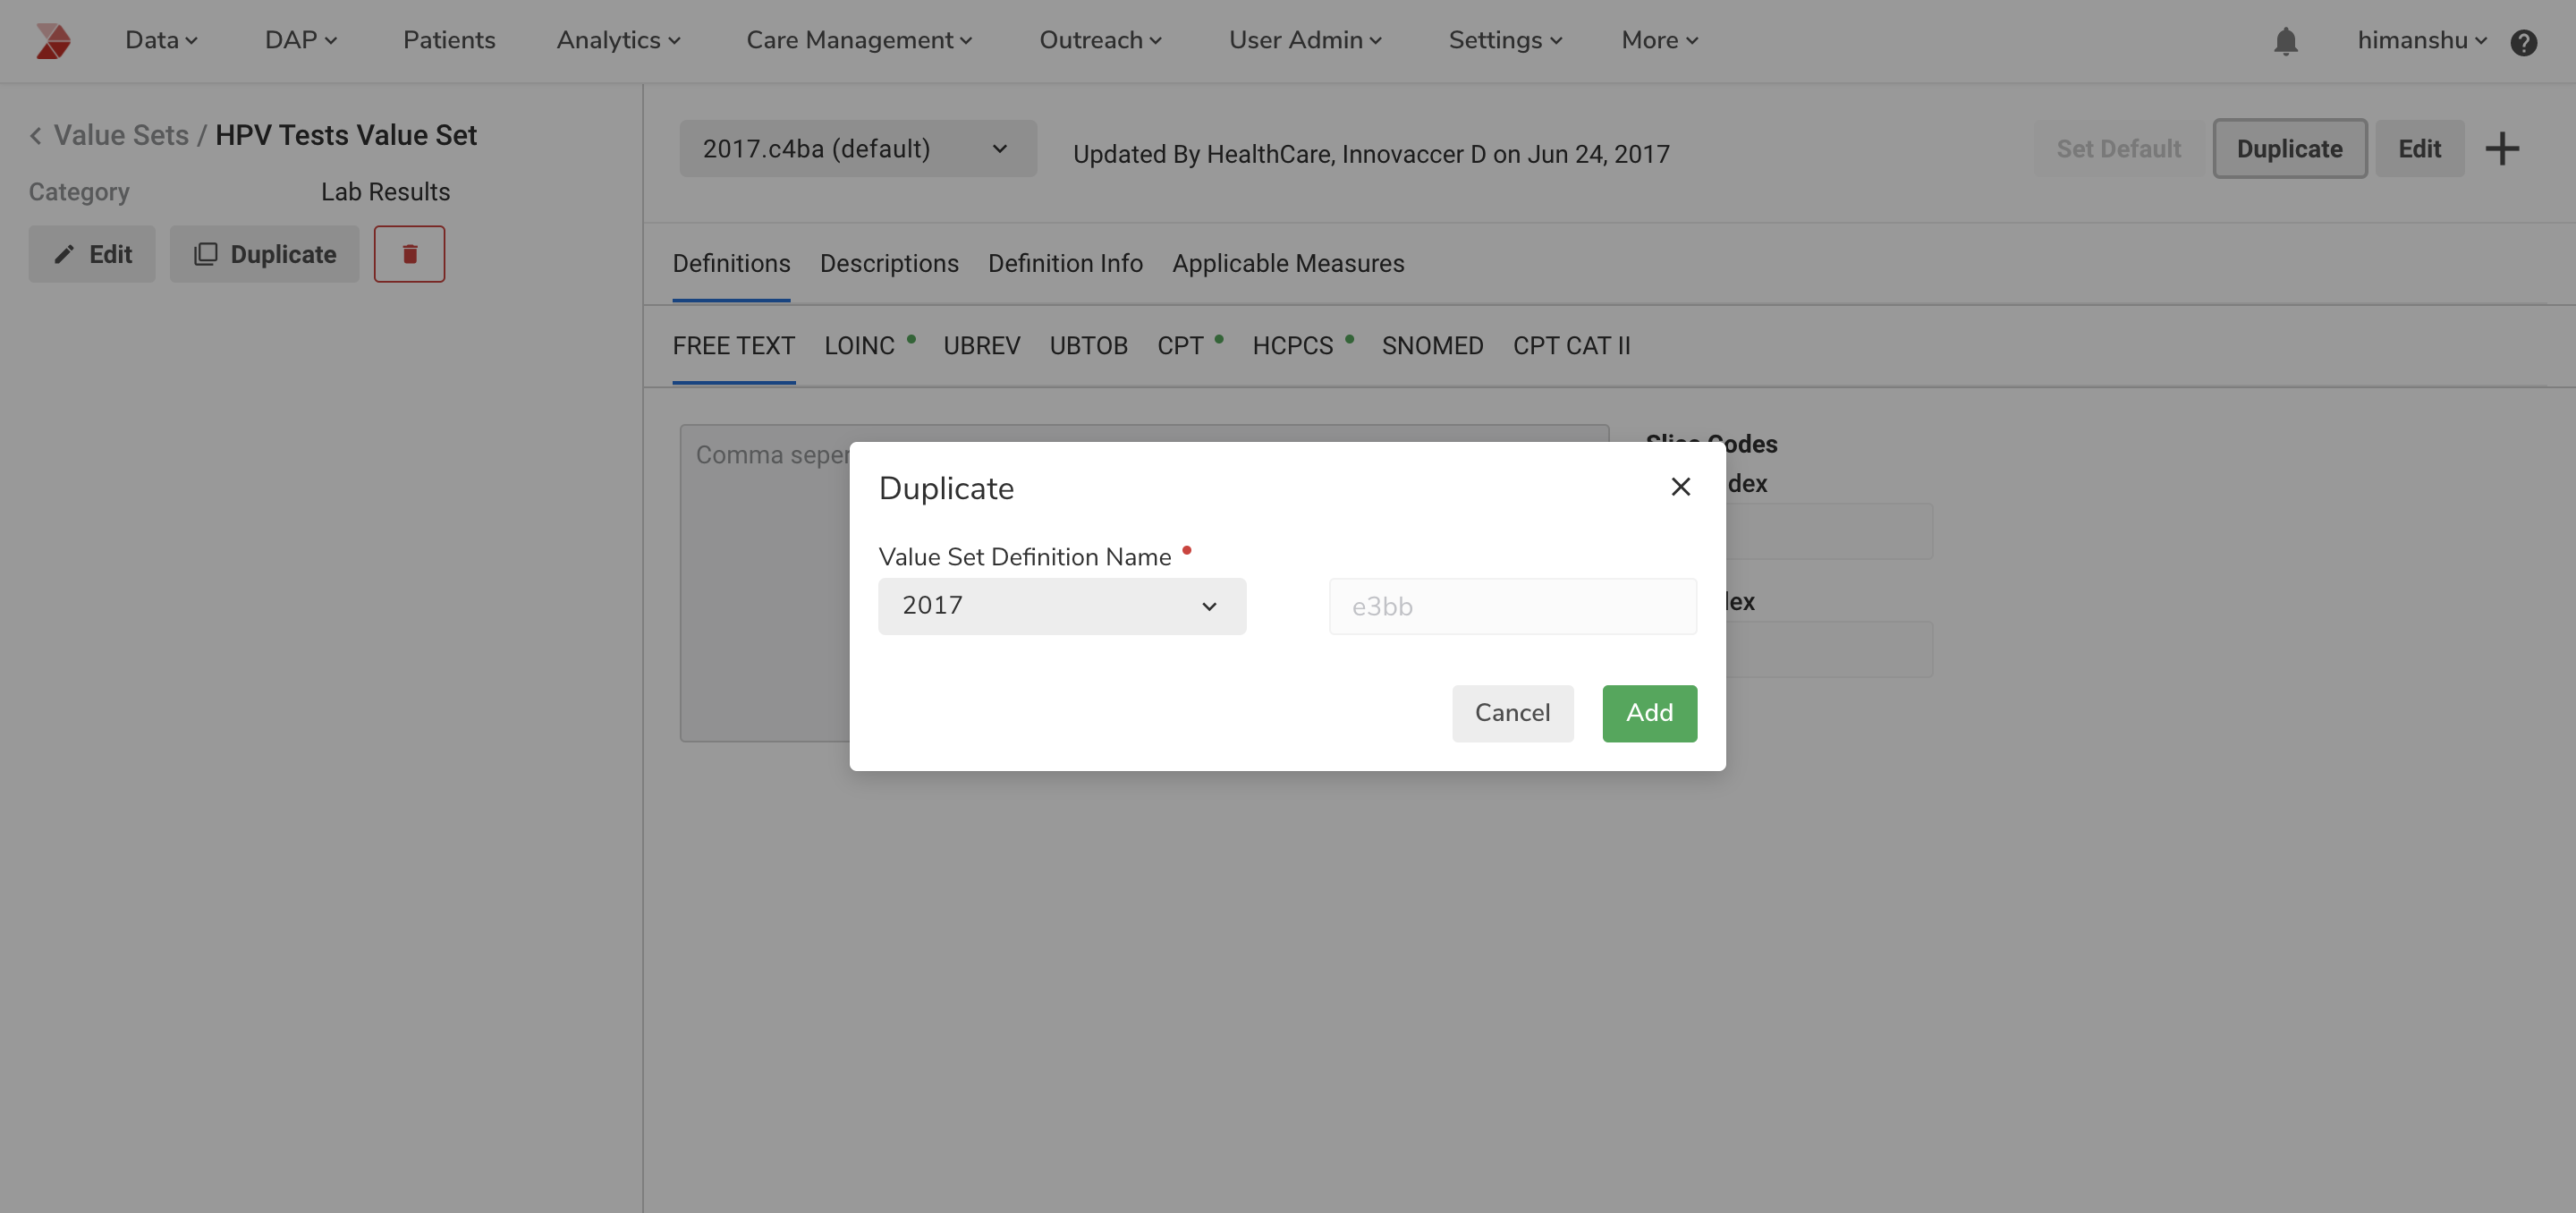 Data DAP Patients Analytics Care Management Outreach User Admin Settings More himanshu ?
Value Sets / HPV Tests Value Set
Category Lab Results
Edit Duplicate
2017.c4ba (default) Updated By HealthCare, Innovaccer D on Jun 24, 2017 Set Default Duplicate Edit
Definitions Descriptions Definition Info Applicable Measures
FREE TEXT LOINC UBREV UBTOB CPT HCPCS SNOMED CPT CAT II
Comma seper
Codes
dex
Duplicate
Value Set Definition Name
2017 e3bb
Cancel Add